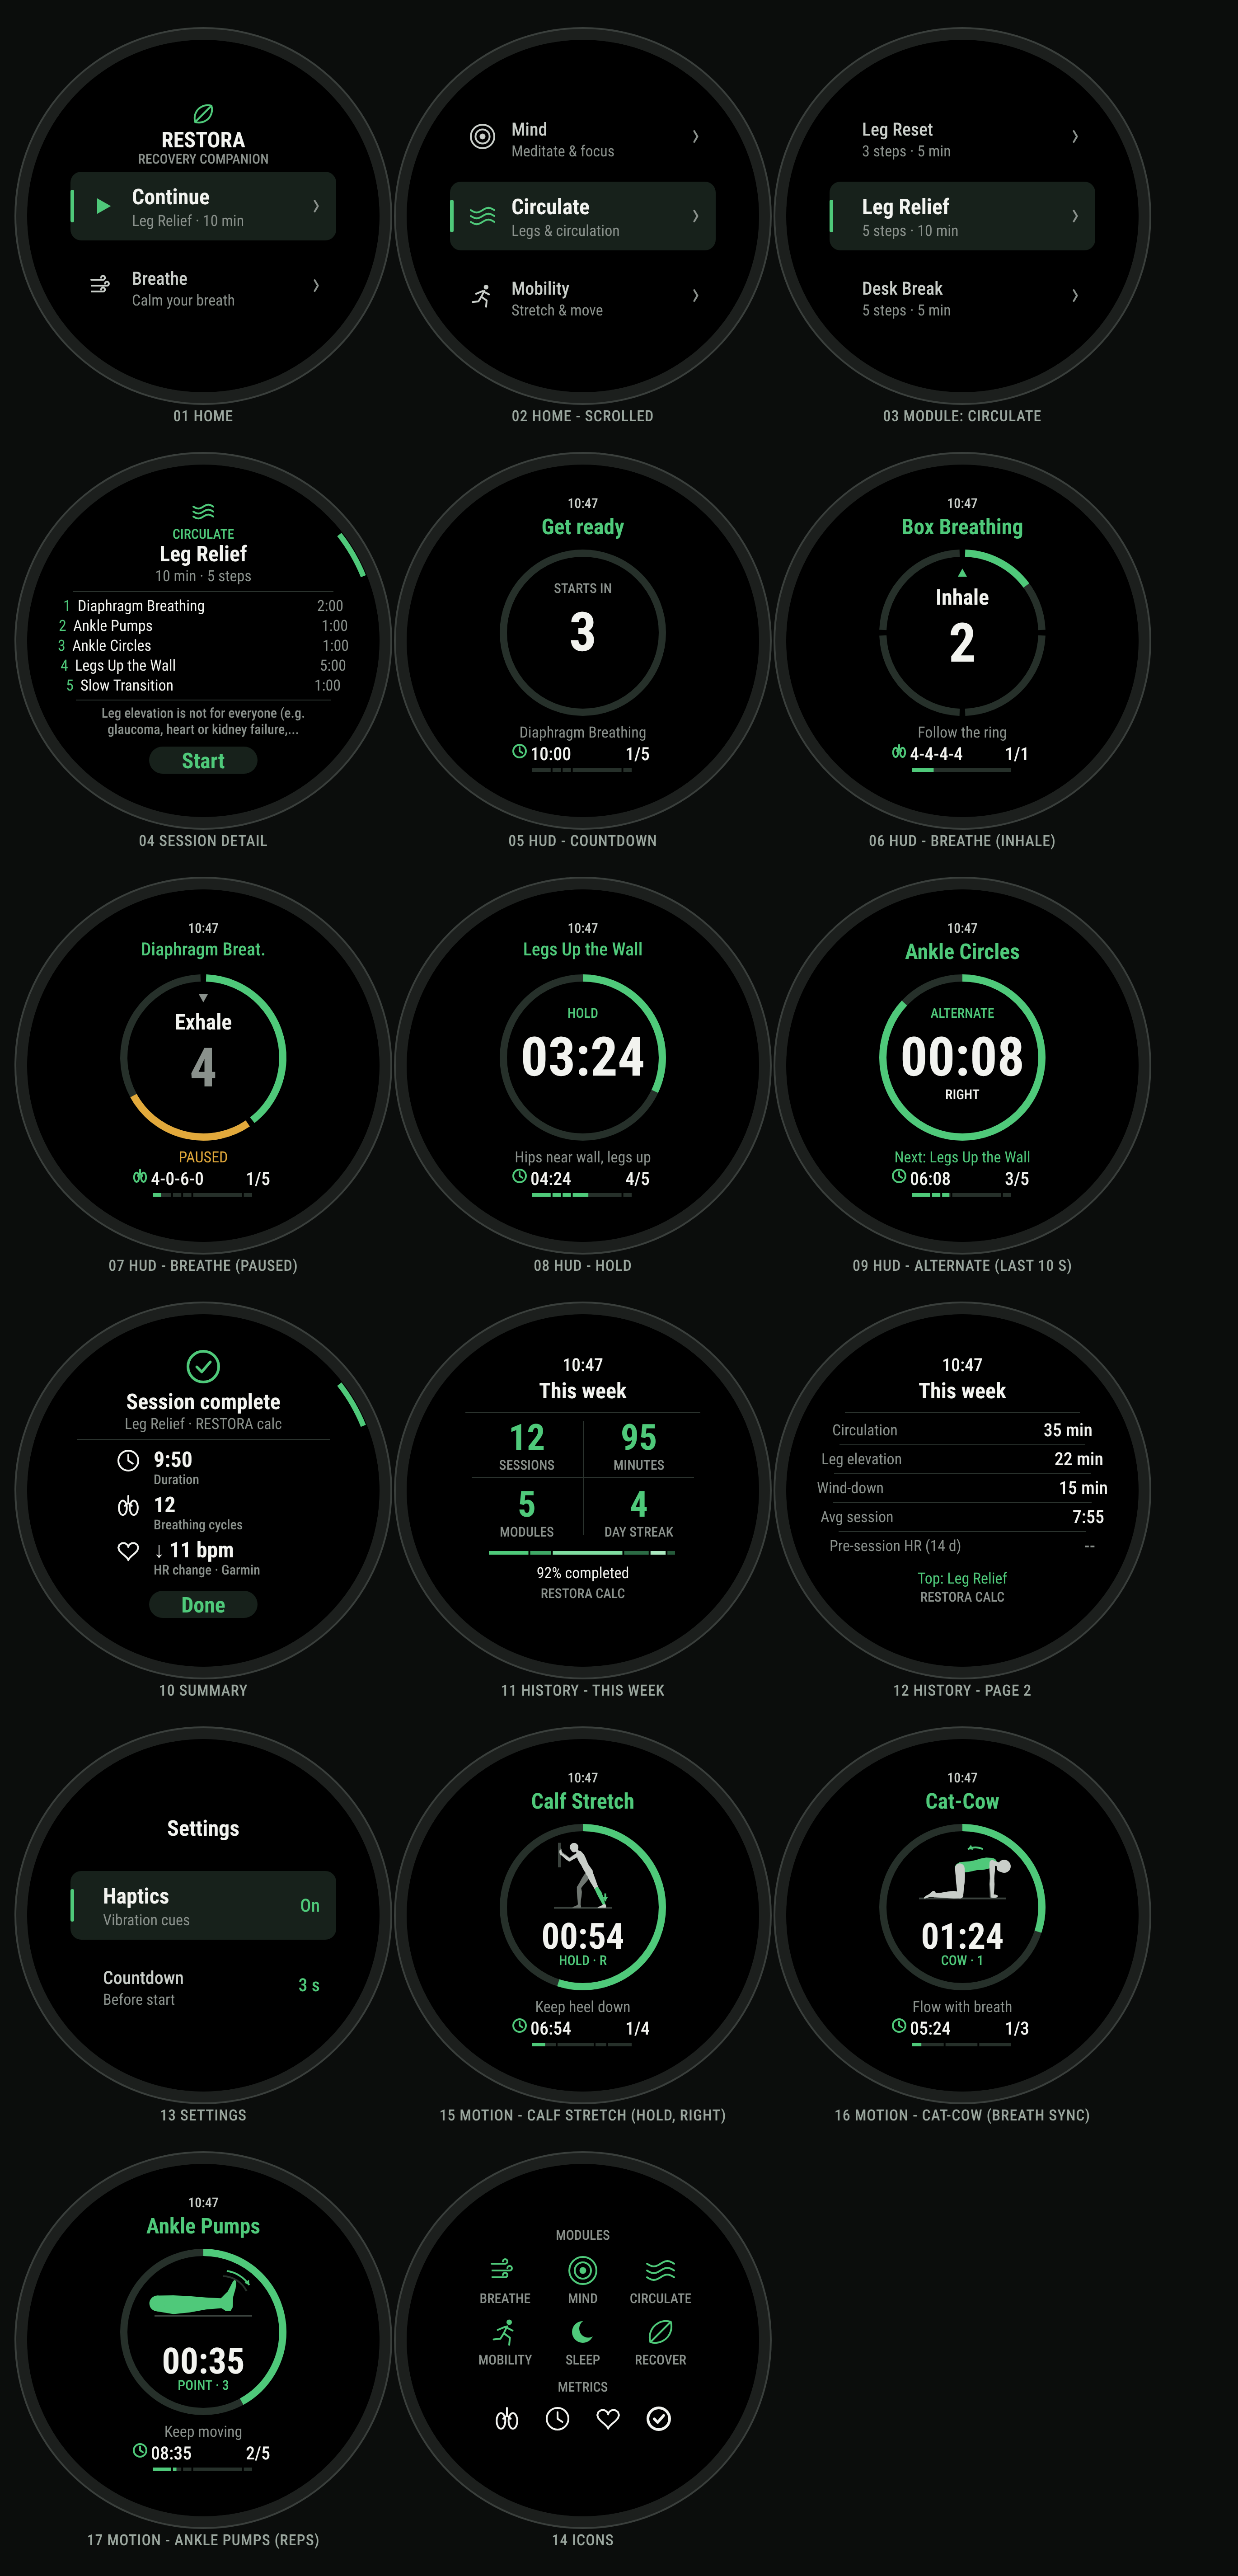 RESTORA
RECOVERY COMPANION
Continue
Leg Relief · 10 min
Breathe
Calm your breath
01 HOME
Mind
Meditate & focus
Circulate
Legs & circulation
Mobility
Stretch & move
02 HOME - SCROLLED
Leg Reset
3 steps · 5 min
Leg Relief
5 steps · 10 min
Desk Break
5 steps · 5 min
03 MODULE: CIRCULATE
CIRCULATE
Leg Relief
10 min · 5 steps
1 Diaphragm Breathing 2:00
2 Ankle Pumps 1:00
3 Ankle Circles 1:00
4 Legs Up the Wall 5:00
5 Slow Transition 1:00
Leg elevation is not for everyone (e.g.
glaucoma, heart or kidney failure,...
Start
04 SESSION DETAIL
10:47
Get ready
STARTS IN
3
Diaphragm Breathing
10:00 1/5
05 HUD - COUNTDOWN
10:47
Box Breathing
Inhale
2
Follow the ring
4-4-4-4 1/1
06 HUD - BREATHE (INHALE)
10:47
Diaphragm Breat.
Exhale
4
PAUSED
4-0-6-0 1/5
07 HUD - BREATHE (PAUSED)
10:47
Legs Up the Wall
HOLD
03:24
Hips near wall, legs up
04:24 4/5
08 HUD - HOLD
10:47
Ankle Circles
ALTERNATE
00:08
RIGHT
Next: Legs Up the Wall
06:08 3/5
09 HUD - ALTERNATE (LAST 10 S)
Session complete
Leg Relief · RESTORA calc
9:50
Duration
12
Breathing cycles
↓ 11 bpm
HR change · Garmin
Done
10 SUMMARY
10:47
This week
12 95
SESSIONS MINUTES
5 4
MODULES DAY STREAK
92% completed
RESTORA CALC
11 HISTORY - THIS WEEK
10:47
This week
Circulation 35 min
Leg elevation 22 min
Wind-down 15 min
Avg session 7:55
Pre-session HR (14 d) --
Top: Leg Relief
RESTORA CALC
12 HISTORY - PAGE 2
Settings
Haptics On
Vibration cues
Countdown 3 s
Before start
13 SETTINGS
10:47
Calf Stretch
00:54
HOLD · R
Keep heel down
06:54 1/4
15 MOTION - CALF STRETCH (HOLD, RIGHT)
10:47
Cat-Cow
01:24
COW · 1
Flow with breath
05:24 1/3
16 MOTION - CAT-COW (BREATH SYNC)
10:47
Ankle Pumps
00:35
POINT · 3
Keep moving
08:35 2/5
17 MOTION - ANKLE PUMPS (REPS)
MODULES
BREATHE MIND CIRCULATE
MOBILITY SLEEP RECOVER
METRICS
14 ICONS